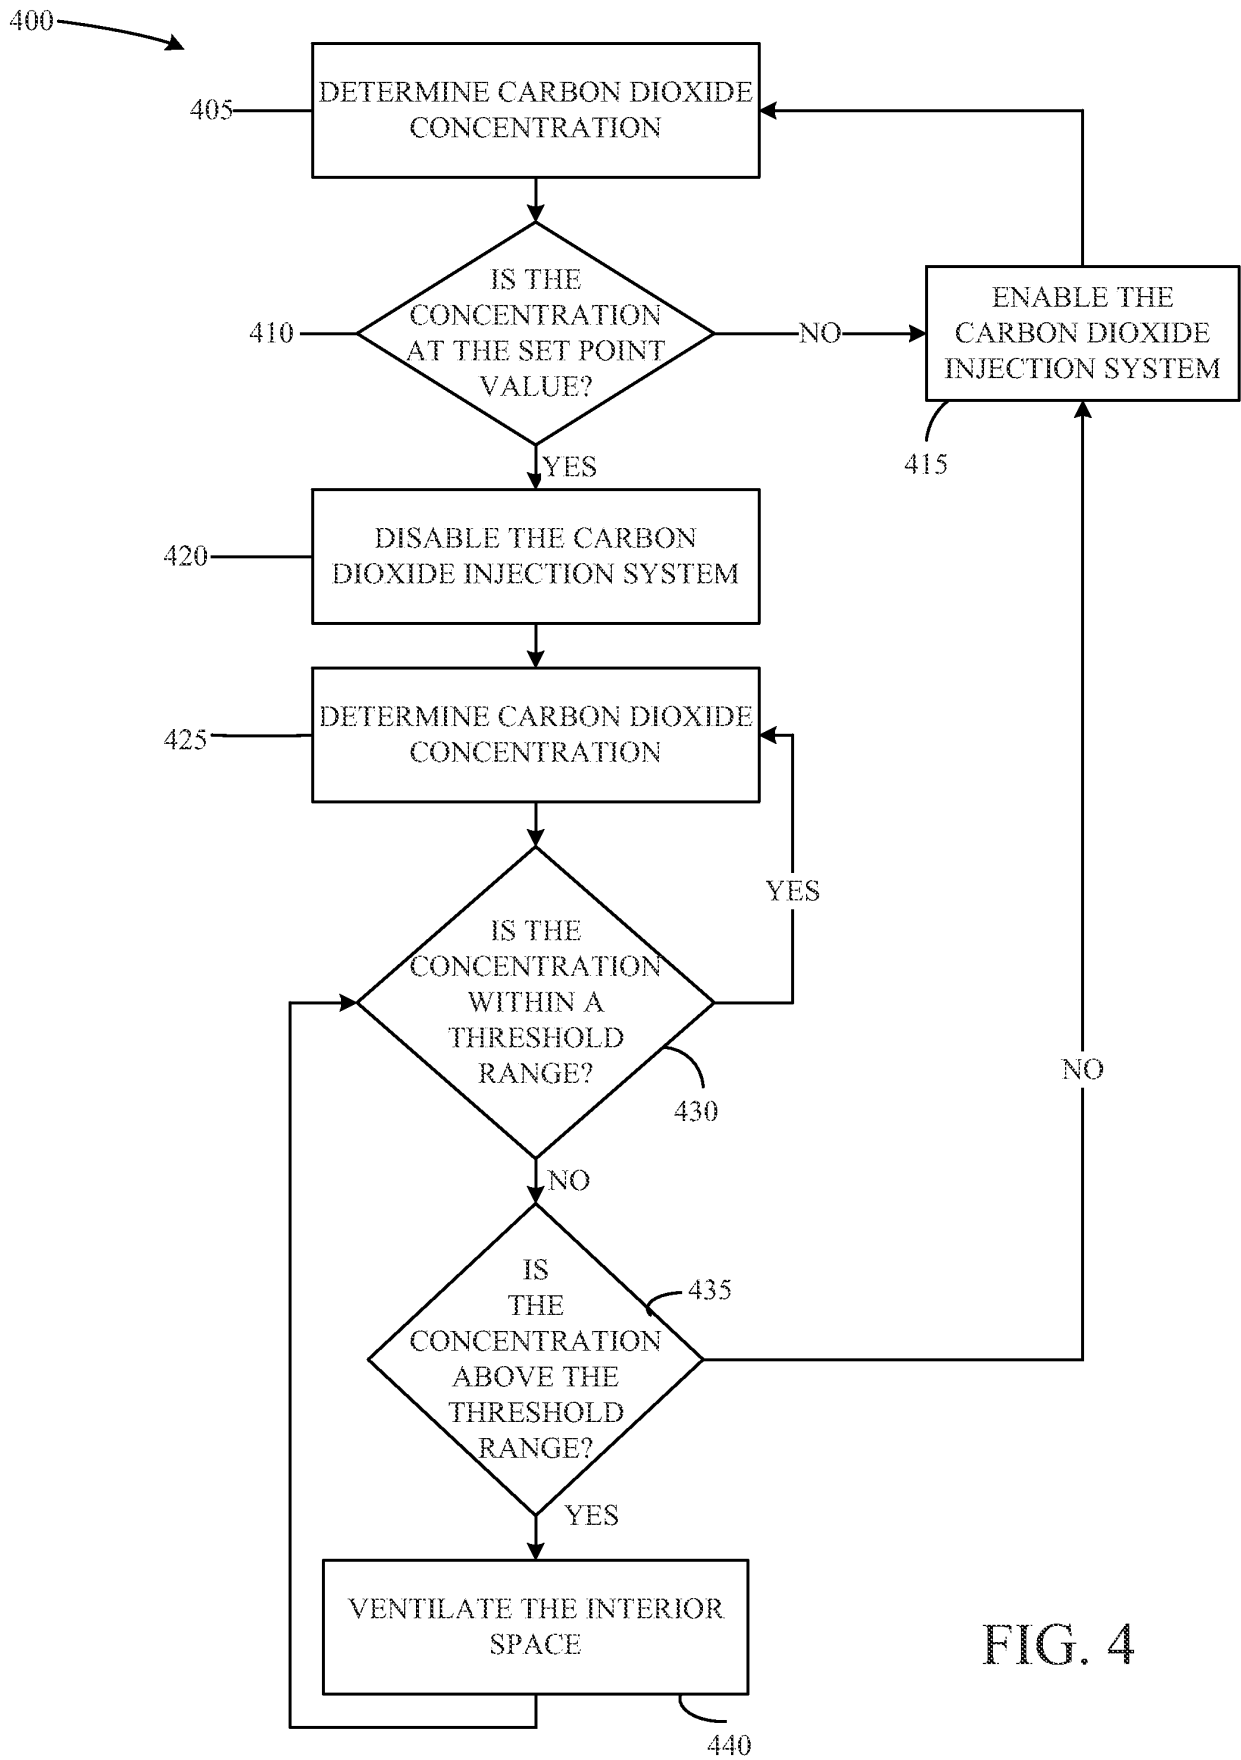 400
DETERMINE CARBON DIOXIDE
CONCENTRATION
405
IS THE
CONCENTRATION
AT THE SET POINT
VALUE?
410
NO
ENABLE THE
CARBON DIOXIDE
INJECTION SYSTEM
415
YES
DISABLE THE CARBON
DIOXIDE INJECTION SYSTEM
420
DETERMINE CARBON DIOXIDE
CONCENTRATION
425
YES
IS THE
CONCENTRATION
WITHIN A
THRESHOLD
RANGE?
430
NO
NO
IS
THE
CONCENTRATION
ABOVE THE
THRESHOLD
RANGE?
435
YES
VENTILATE THE INTERIOR
SPACE
440
FIG. 4